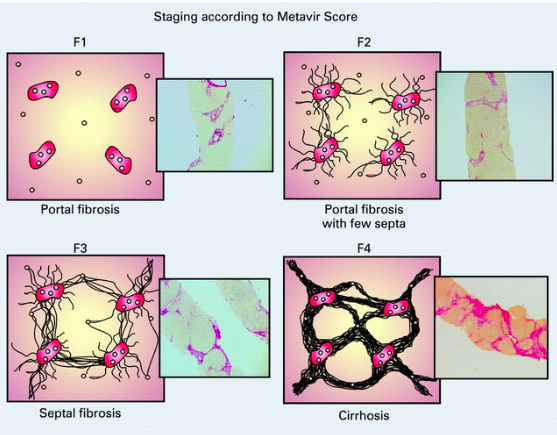 Staging according to Metavir Score
F1
F2
Portal fibrosis
Portal fibrosis
with few septa
F3
F4
Septal fibrosis
Cirrhosis